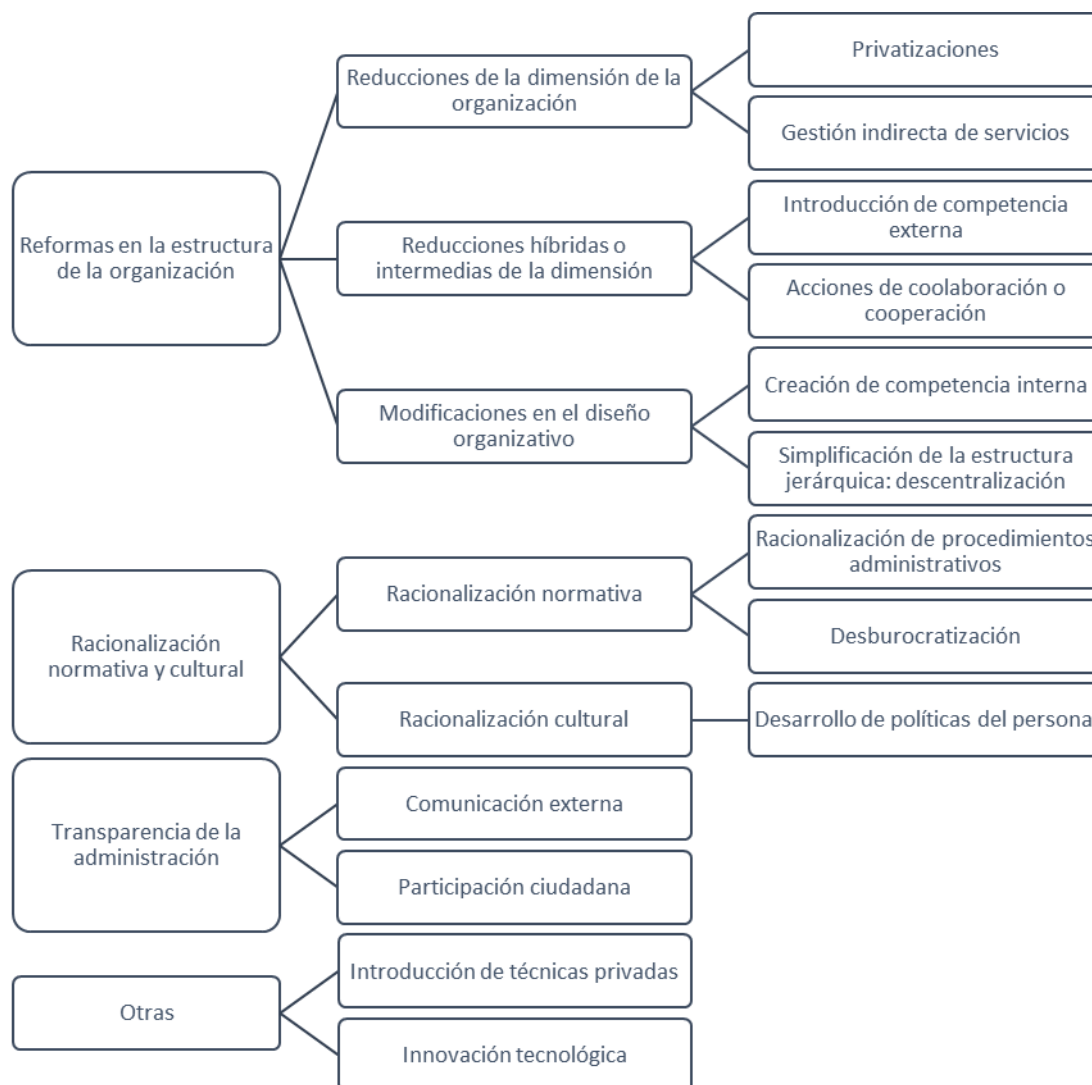 Reformas en la estructura
de la organización
Reducciones de la dimensión de la
organización
Privatizaciones
Gestión indirecta de servicios
Reducciones híbridas o
intermedias de la dimensión
Introducción de competencia
externa
Acciones de coolaboración o
cooperación
Modificaciones en el diseño
organizativo
Creación de competencia interna
Simplificación de la estructura
jerárquica: descentralización
Racionalización
normativa y cultural
Racionalización normativa
Racionalización de procedimientos
administrativos
Desburocratización
Racionalización cultural
Desarrollo de políticas del persona
Transparencia de la
administración
Comunicación externa
Participación ciudadana
Otras
Introducción de técnicas privadas
Innovación tecnológica